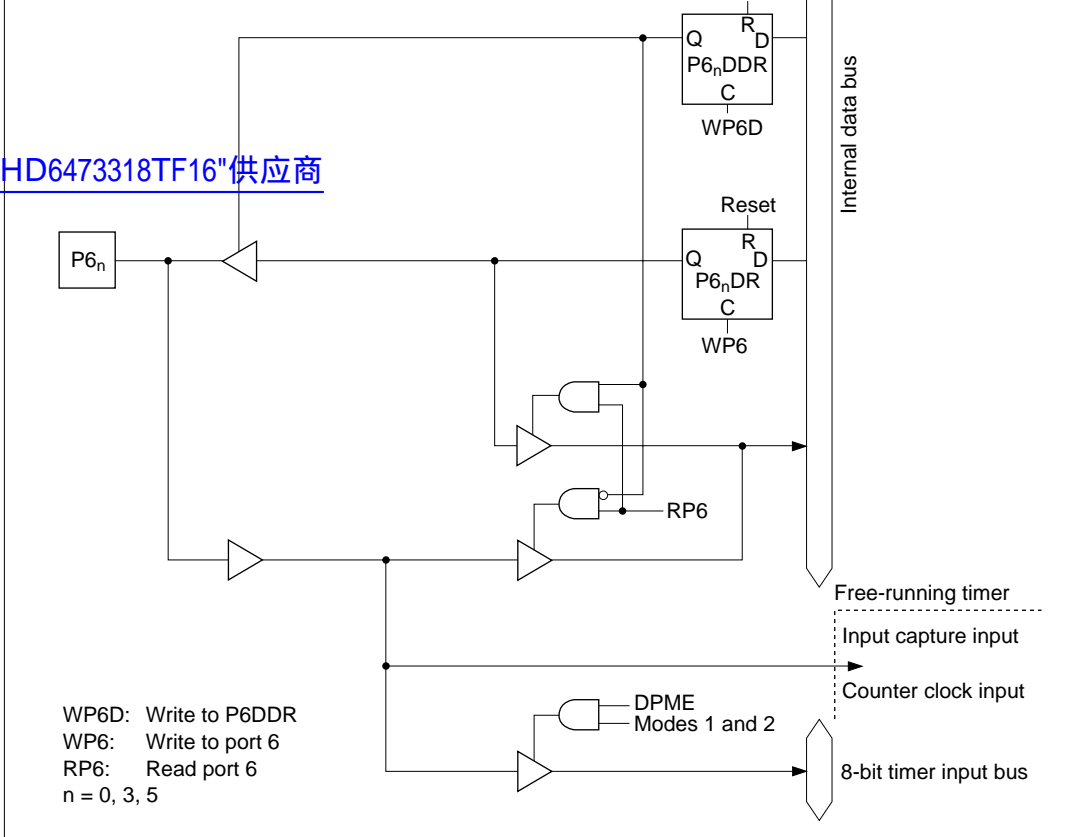 R
Q
D
P6nDDR
C
WP6D
Internal data bus
HD6473318TF16"供应商
Reset
P6n
R
Q
D
P6nDR
C
WP6
RP6
Free-running timer
Input capture input
Counter clock input
DPME
Modes 1 and 2
8-bit timer input bus
WP6D: Write to P6DDR
WP6: Write to port 6
RP6: Read port 6
n = 0, 3, 5